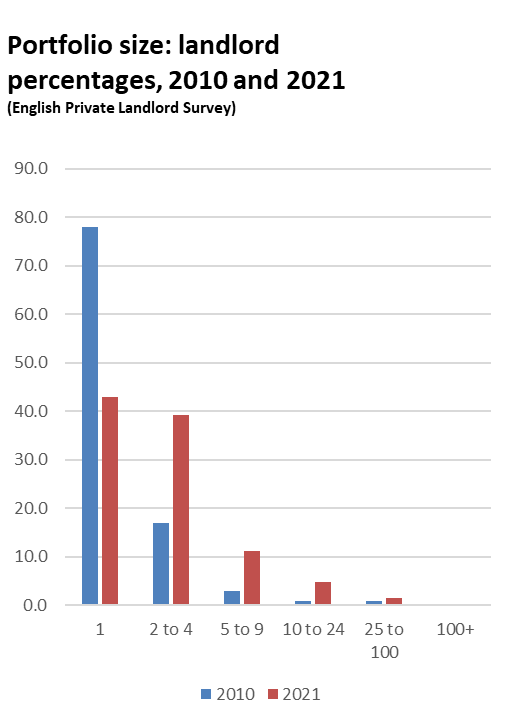 Portfolio size: landlord
percentages, 2010 and 2021
(English Private Landlord Survey)
90.0
80.0
70.0
60.0
50.0
40.0
30.0
20.0
10.0
0.0
1
2 to 4
5 to 9
10 to 24
25 to
100
100+
2010
2021